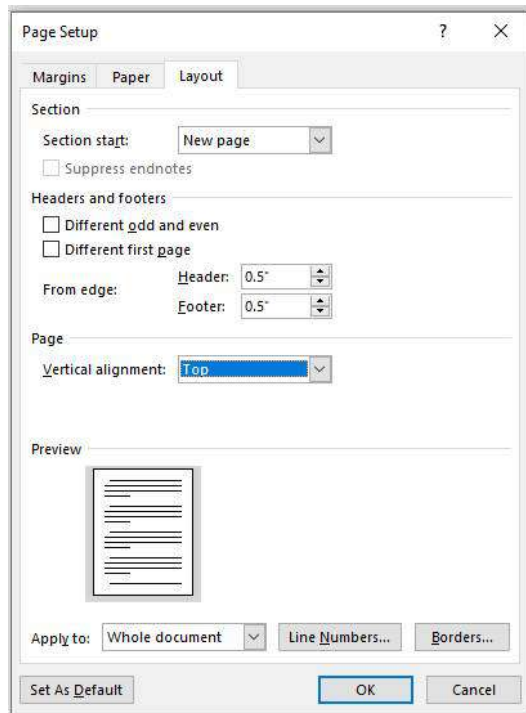 Page Setup ? X
Margins Paper Layout
Section
Section start: New page
Suppress endnotes
Headers and footers
Different odd and even
Different first page
From edge:
Header: 0.5"
Footer: 0.5"
Page
Vertical alignment: Top
Preview
Apply to: Whole document Line Numbers... Borders...
Set As Default OK Cancel